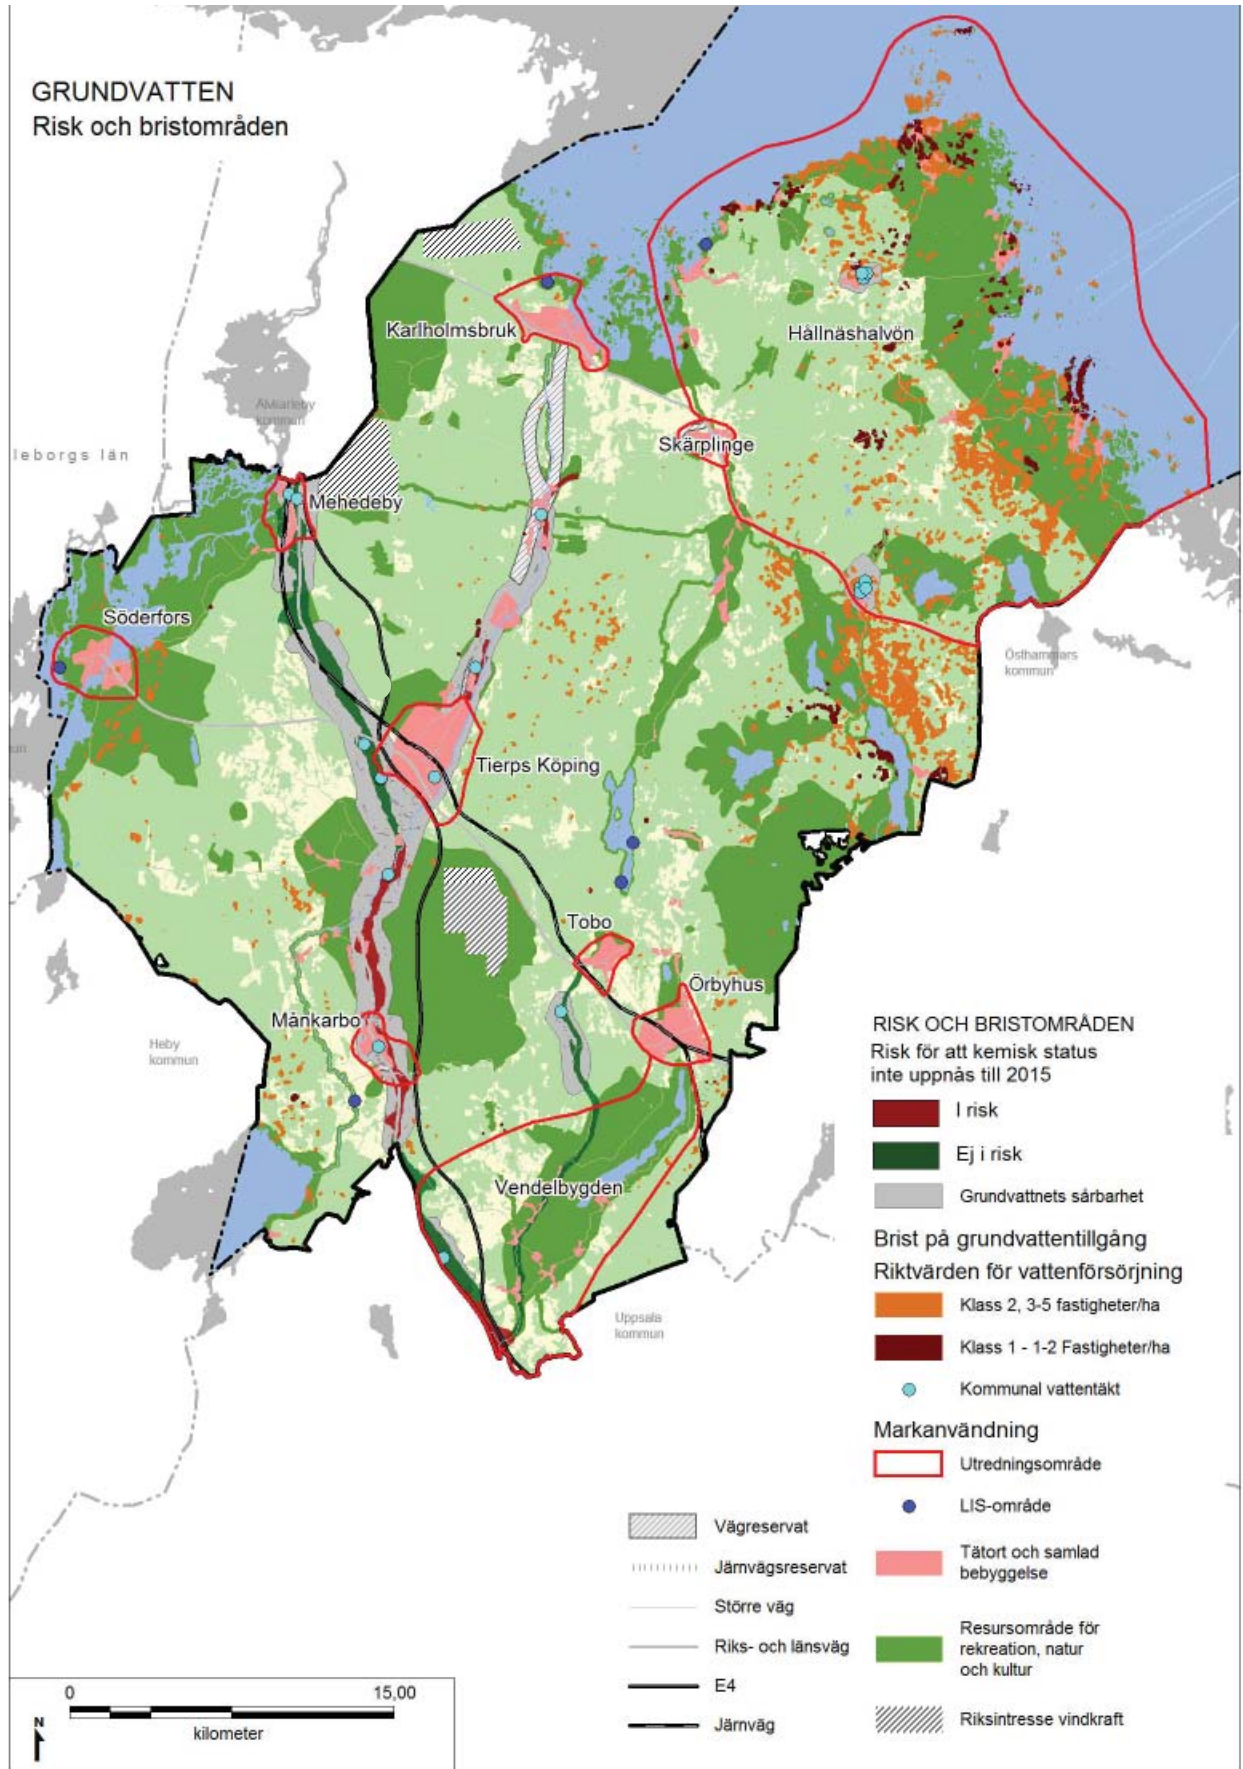 GRUNDVATTEN
Risk och bristområden
Karlholmsbruk
Hållnäshalvön
Älvkarleby
kommun
Skärplinge
leborgs län
Mehedeby
Söderfors
Östhammars
kommun
Tierps Köping
Tobo
Örbyhus
Månkarbo
Heby
kommun
Vendelbygden
Uppsala
kommun
RISK OCH BRISTOMRÅDEN
Risk för att kemisk status
inte uppnås till 2015
I risk
Ej i risk
Grundvattnets sårbarhet
Brist på grundvattentillgång
Riktvärden för vattenförsörjning
Klass 2, 3-5 fastigheter/ha
Klass 1 - 1-2 Fastigheter/ha
Kommunal vattentäkt
Markanvändning
Utredningsområde
LIS-område
Tätort och samlad
bebyggelse
Resursområde för
rekreation, natur
och kultur
Riksintresse vindkraft
Vägreservat
Järnvägsreservat
Större väg
Riks- och länsväg
E4
Järnväg
0 15,00
kilometer
N